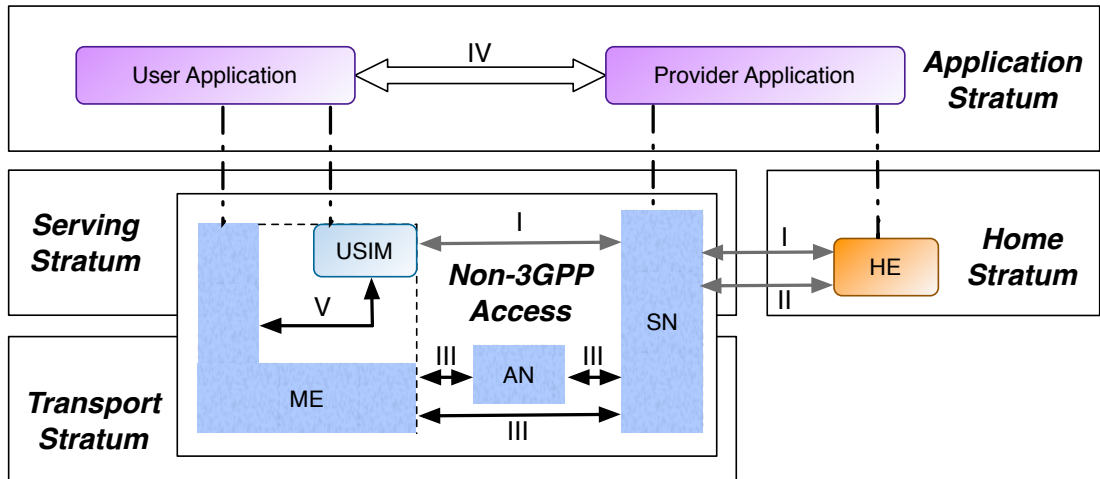 IV
User Application
Provider Application
Application
Stratum
Serving
Stratum
USIM
I
Non-3GPP
Access
V
SN
I
II
HE
Home
Stratum
Transport
Stratum
ME
III
AN
III
III